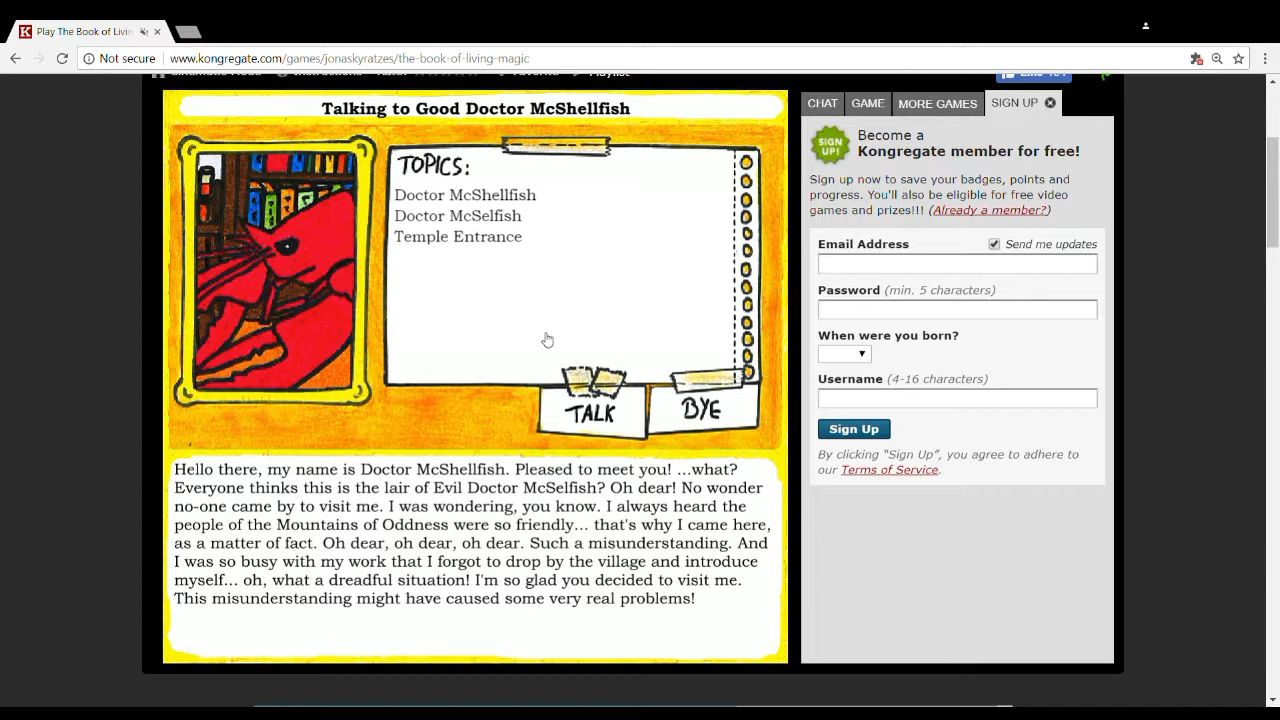 Play The Book of Living
Not secure
www.kongregate.com/games/jonaskyratzes/the-book-of-living-magic
Playlist
Talking to Good Doctor McShellfish
TOPICS:
Doctor McShellfish
Doctor McSelfish
Temple Entrance
TALK
BYE
Hello there, my name is Doctor McShellfish. Pleased to meet you! ...what?
Everyone thinks this is the lair of Evil Doctor McSelfish? Oh dear! No wonder
no-one came by to visit me. I was wondering, you know. I always heard the
people of the Mountains of Oddness were so friendly... that's why I came here,
as a matter of fact. Oh dear, oh dear, oh dear. Such a misunderstanding. And
I was so busy with my work that I forgot to drop by the village and introduce
myself... oh, what a dreadful situation! I'm so glad you decided to visit me.
This misunderstanding might have caused some very real problems!
CHAT
GAME
MORE GAMES
SIGN UP
SIGN UP!
Become a
Kongregate member for free!
Sign up now to save your badges, points and
progress. You'll also be eligible for free video
games and prizes!!! (Already a member?)
Email Address
Send me updates
Password (min. 5 characters)
When were you born?
Username (4-16 characters)
Sign Up
By clicking “Sign Up”, you agree to adhere to
our Terms of Service.